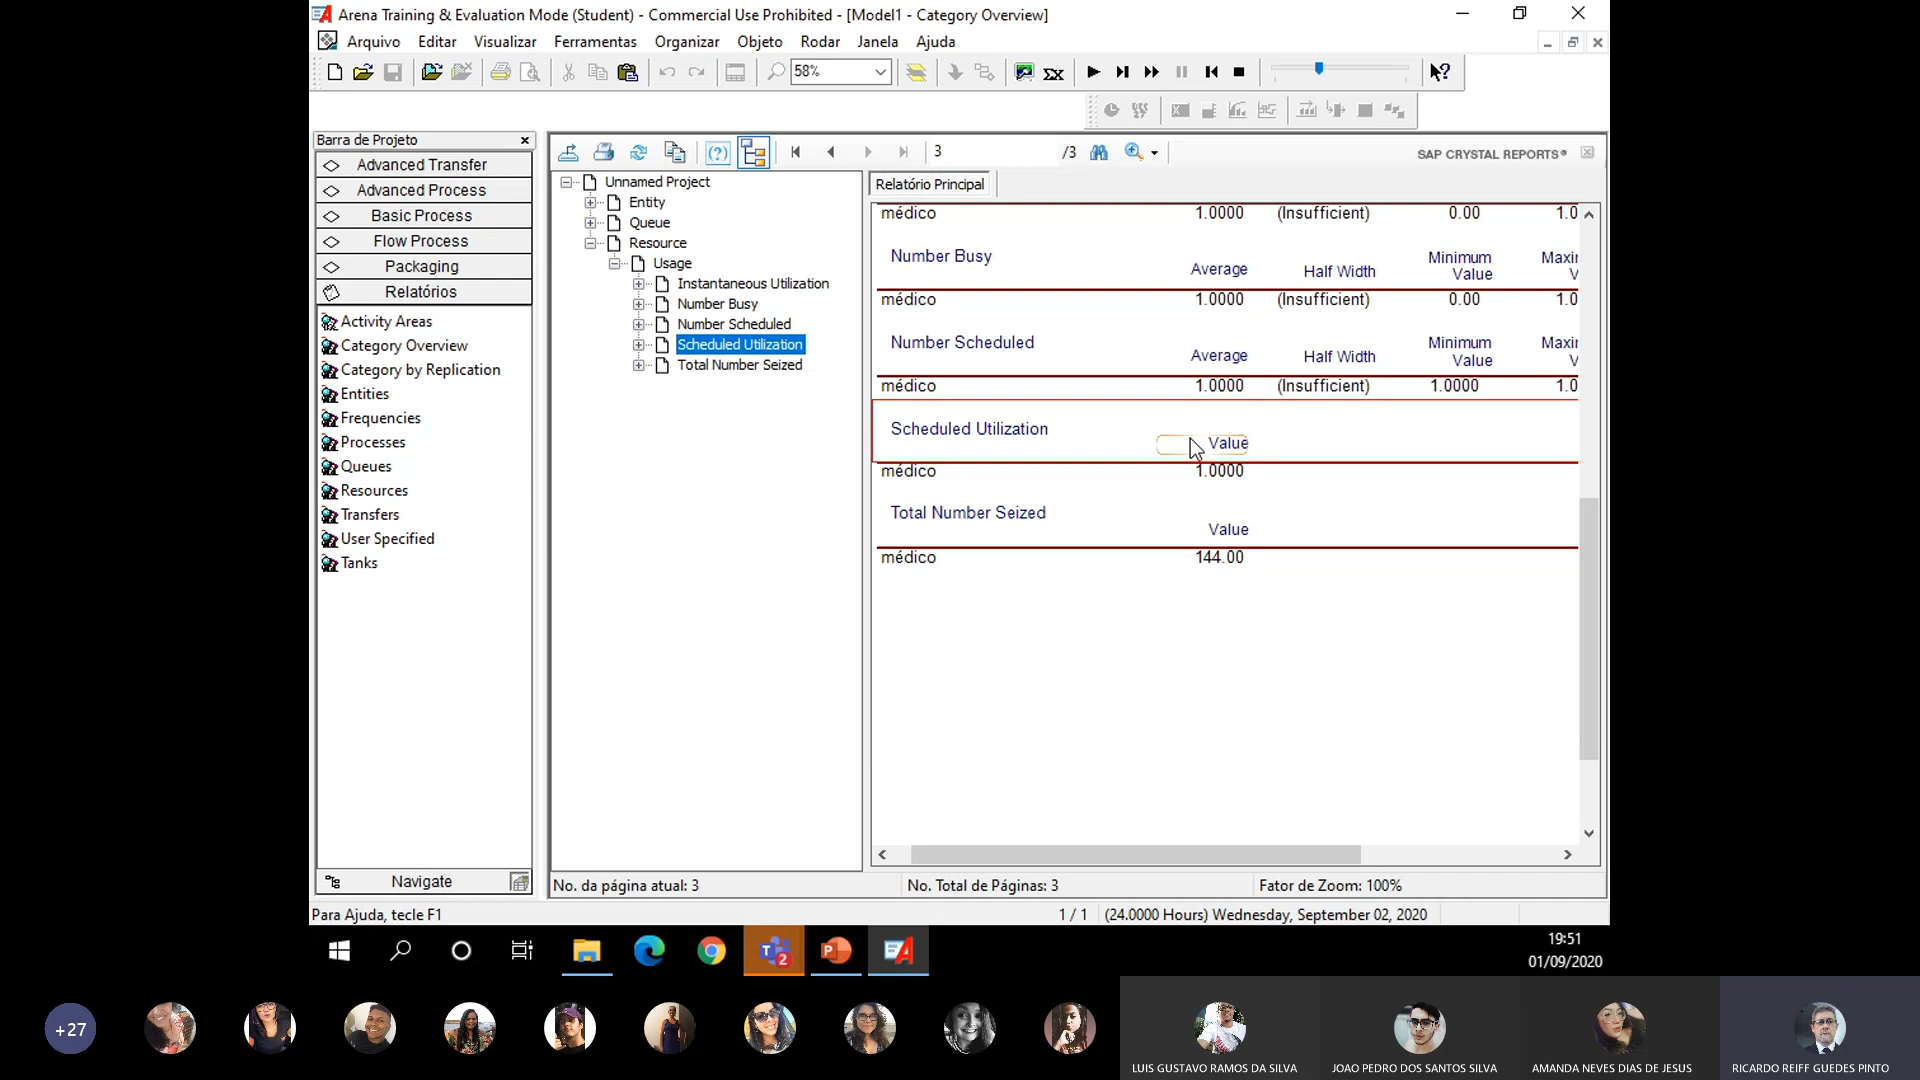 Arena Training & Evaluation Mode (Student) - Commercial Use Prohibited - [Model1 - Category Overview]
Arquivo Editar Visualizar Ferramentas Organizar Objeto Rodar Janela Ajuda
58%
Barra de Projeto
Advanced Transfer
Advanced Process
Basic Process
Flow Process
Packaging
Relatórios
Activity Areas
Category Overview
Category by Replication
Entities
Frequencies
Processes
Queues
Resources
Transfers
User Specified
Tanks
Navigate
3 /3
SAP CRYSTAL REPORTS®
Unnamed Project
Entity
Queue
Resource
Usage
Instantaneous Utilization
Number Busy
Number Scheduled
Scheduled Utilization
Total Number Seized
Relatório Principal
médico 1.0000 (Insufficient) 0.00 1.0
Number Busy Average Half Width Minimum Value Maxir V
médico 1.0000 (Insufficient) 0.00 1.0
Number Scheduled Average Half Width Minimum Value Maxir V
médico 1.0000 (Insufficient) 1.0000 1.0
Scheduled Utilization Value
médico 1.0000
Total Number Seized Value
médico 144.00
No. da página atual: 3 No. Total de Páginas: 3 Fator de Zoom: 100%
Para Ajuda, tecle F1 1 / 1 (24.0000 Hours) Wednesday, September 02, 2020
19:51
01/09/2020
+27
LUIS GUSTAVO RAMOS DA SILVA
JOAO PEDRO DOS SANTOS SILVA
AMANDA NEVES DIAS DE JESUS
RICARDO REIFF GUEDES PINTO